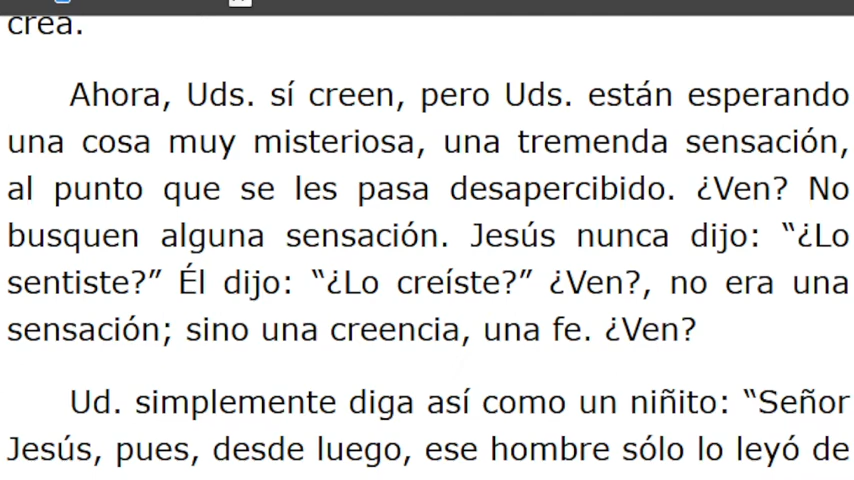 crea.
Ahora, Uds. sí creen, pero Uds. están esperando
una cosa muy misteriosa, una tremenda sensación,
al punto que se les pasa desapercibido. ¿Ven? No
busquen alguna sensación. Jesús nunca dijo: “¿Lo
sentiste?” Él dijo: “¿Lo creíste?” ¿Ven?, no era una
sensación; sino una creencia, una fe. ¿Ven?
Ud. simplemente diga así como un niñito: “Señor
Jesús, pues, desde luego, ese hombre sólo lo leyó de